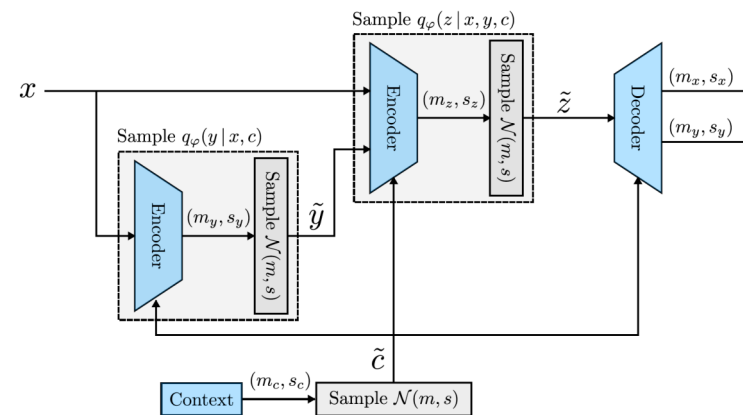 Sample q_φ(z | x, y, c)
x
Encoder
(m_z, s_z)
Sample 𝒩(m, s)
z̃
Decoder
(m_x, s_x)
(m_y, s_y)
Sample q_φ(y | x, c)
Encoder
(m_y, s_y)
Sample 𝒩(m, s)
ỹ
c̃
Context
(m_c, s_c)
Sample 𝒩(m, s)